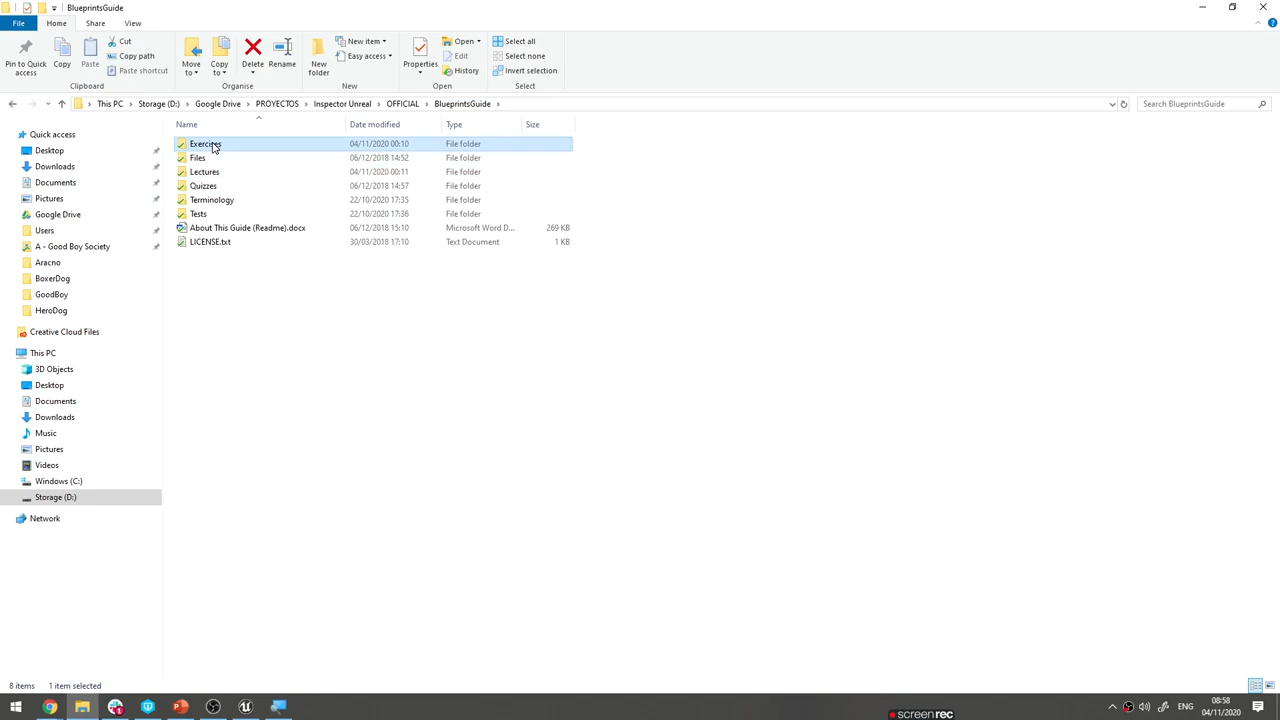 BlueprintsGuide
File Home Share View
Pin to Quick access
Copy
Paste
Cut
Copy path
Paste shortcut
Clipboard
Move to
Copy to
Delete
Rename
Organise
New folder
New item
Easy access
New
Properties
Open
Edit
History
Open
Select all
Select none
Invert selection
Select
This PC > Storage (D:) > Google Drive > PROYECTOS > Inspector Unreal > OFFICIAL > BlueprintsGuide >
Search BlueprintsGuide
Quick access
Desktop
Downloads
Documents
Pictures
Google Drive
Users
A - Good Boy Society
Aracno
BoxerDog
GoodBoy
HeroDog
Creative Cloud Files
This PC
3D Objects
Desktop
Documents
Downloads
Music
Pictures
Videos
Windows (C:)
Storage (D:)
Network
Name Date modified Type Size
Exercises 04/11/2020 00:10 File folder
Files 06/12/2018 14:52 File folder
Lectures 04/11/2020 00:11 File folder
Quizzes 06/12/2018 14:57 File folder
Terminology 22/10/2020 17:35 File folder
Tests 22/10/2020 17:36 File folder
About This Guide (Readme).docx 06/12/2018 15:10 Microsoft Word D... 269 KB
LICENSE.txt 30/03/2018 17:10 Text Document 1 KB
8 items 1 item selected
screenrec
ENG
08:58
04/11/2020